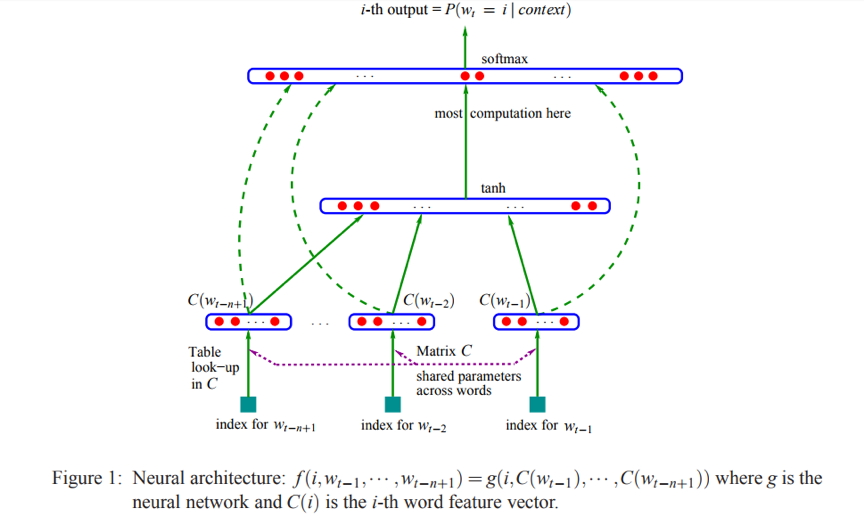 i-th output = P(w_t = i | context)
softmax
. . . . . .
most computation here
tanh
. . . . . .
C(w_{t−n+1}) C(w_{t−2}) C(w_{t−1})
. . . . . . . . . . . .
Table look−up in C
Matrix C
shared parameters across words
index for w_{t−n+1} index for w_{t−2} index for w_{t−1}
Figure 1: Neural architecture: f(i,w_{t−1},··· ,w_{t−n+1}) = g(i,C(w_{t−1}),··· ,C(w_{t−n+1})) where g is the
neural network and C(i) is the i-th word feature vector.